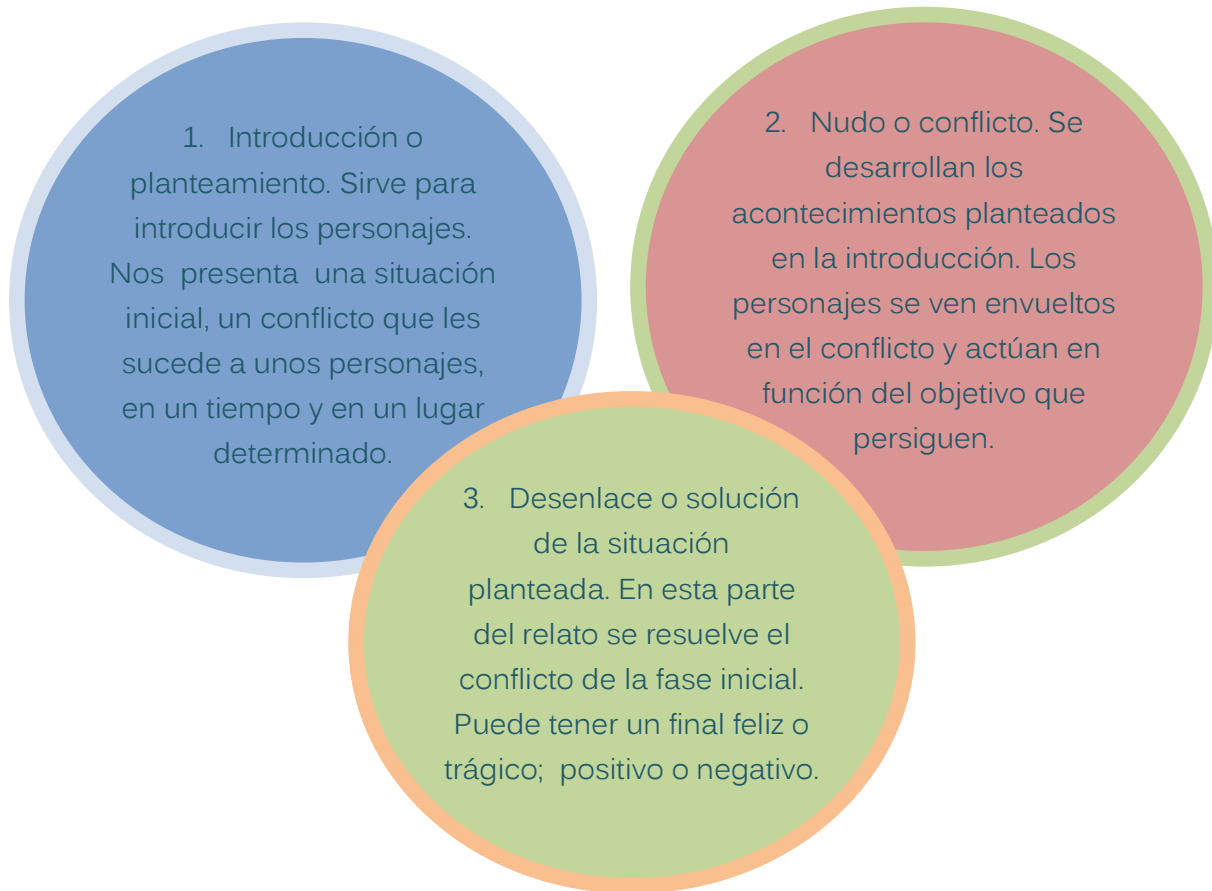 1. Introducción o
planteamiento. Sirve para
introducir los personajes.
Nos presenta una situación
inicial, un conflicto que les
sucede a unos personajes,
en un tiempo y en un lugar
determinado.
2. Nudo o conflicto. Se
desarrollan los
acontecimientos planteados
en la introducción. Los
personajes se ven envueltos
en el conflicto y actúan en
función del objetivo que
persiguen.
3. Desenlace o solución
de la situación
planteada. En esta parte
del relato se resuelve el
conflicto de la fase inicial.
Puede tener un final feliz o
trágico; positivo o negativo.